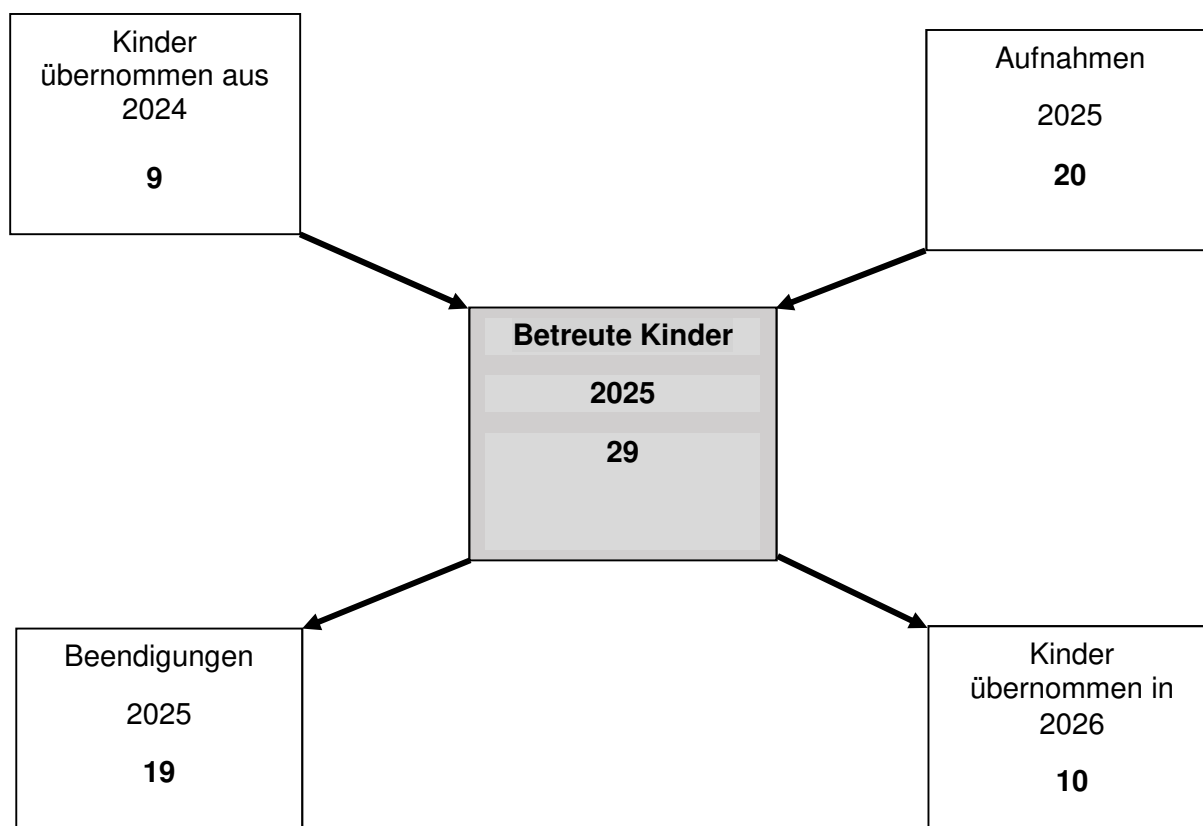 Kinder
übernommen aus
2024
9
Aufnahmen
2025
20
Betreute Kinder
2025
29
Beendigungen
2025
19
Kinder
übernommen in
2026
10